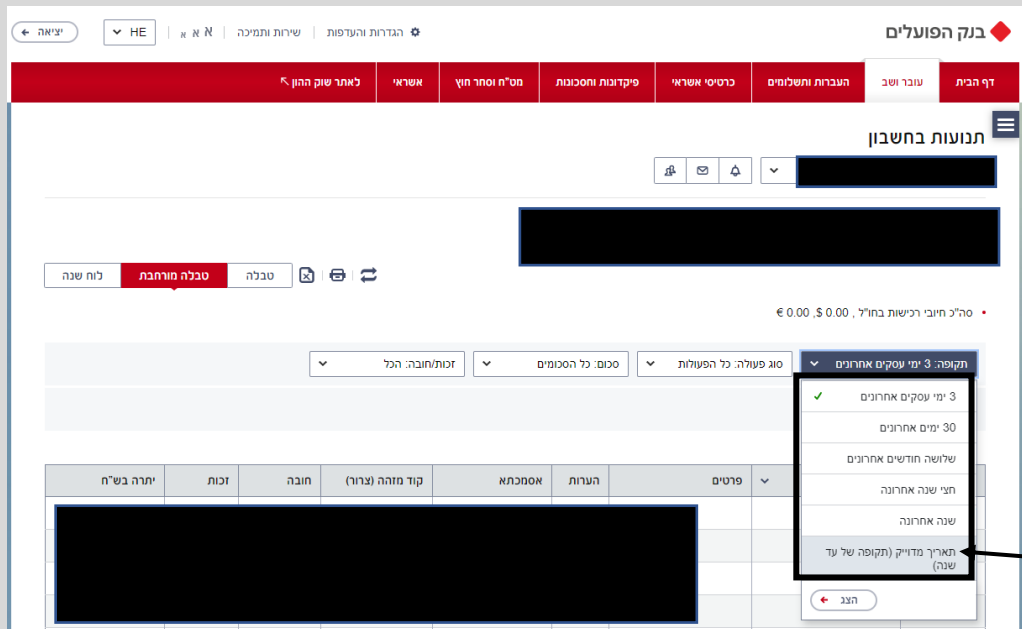 בנק הפועלים
הגדרות והעדפות
שירות ותמיכה
א א א
HE
יציאה
דף הבית
עובר ושב
העברות ותשלומים
כרטיסי אשראי
פיקדונות וחסכונות
מט"ח וסחר חוץ
אשראי
לאתר שוק ההון
תנועות בחשבון
טבלה
טבלה מורחבת
לוח שנה
סה"כ חיובי רכישות בחו"ל , 0.00 $, 0.00 €
תקופה: 3 ימי עסקים אחרונים
סוג פעולה: כל הפעולות
סכום: כל הסכומים
זכות/חובה: הכל
3 ימי עסקים אחרונים
30 ימים אחרונים
שלושה חודשים אחרונים
חצי שנה אחרונה
שנה אחרונה
תאריך מדוייק (תקופה של עד
שנה)
הצג
פרטים
הערות
אסמכתא
קוד מזהה (צרור)
חובה
זכות
יתרה בש"ח